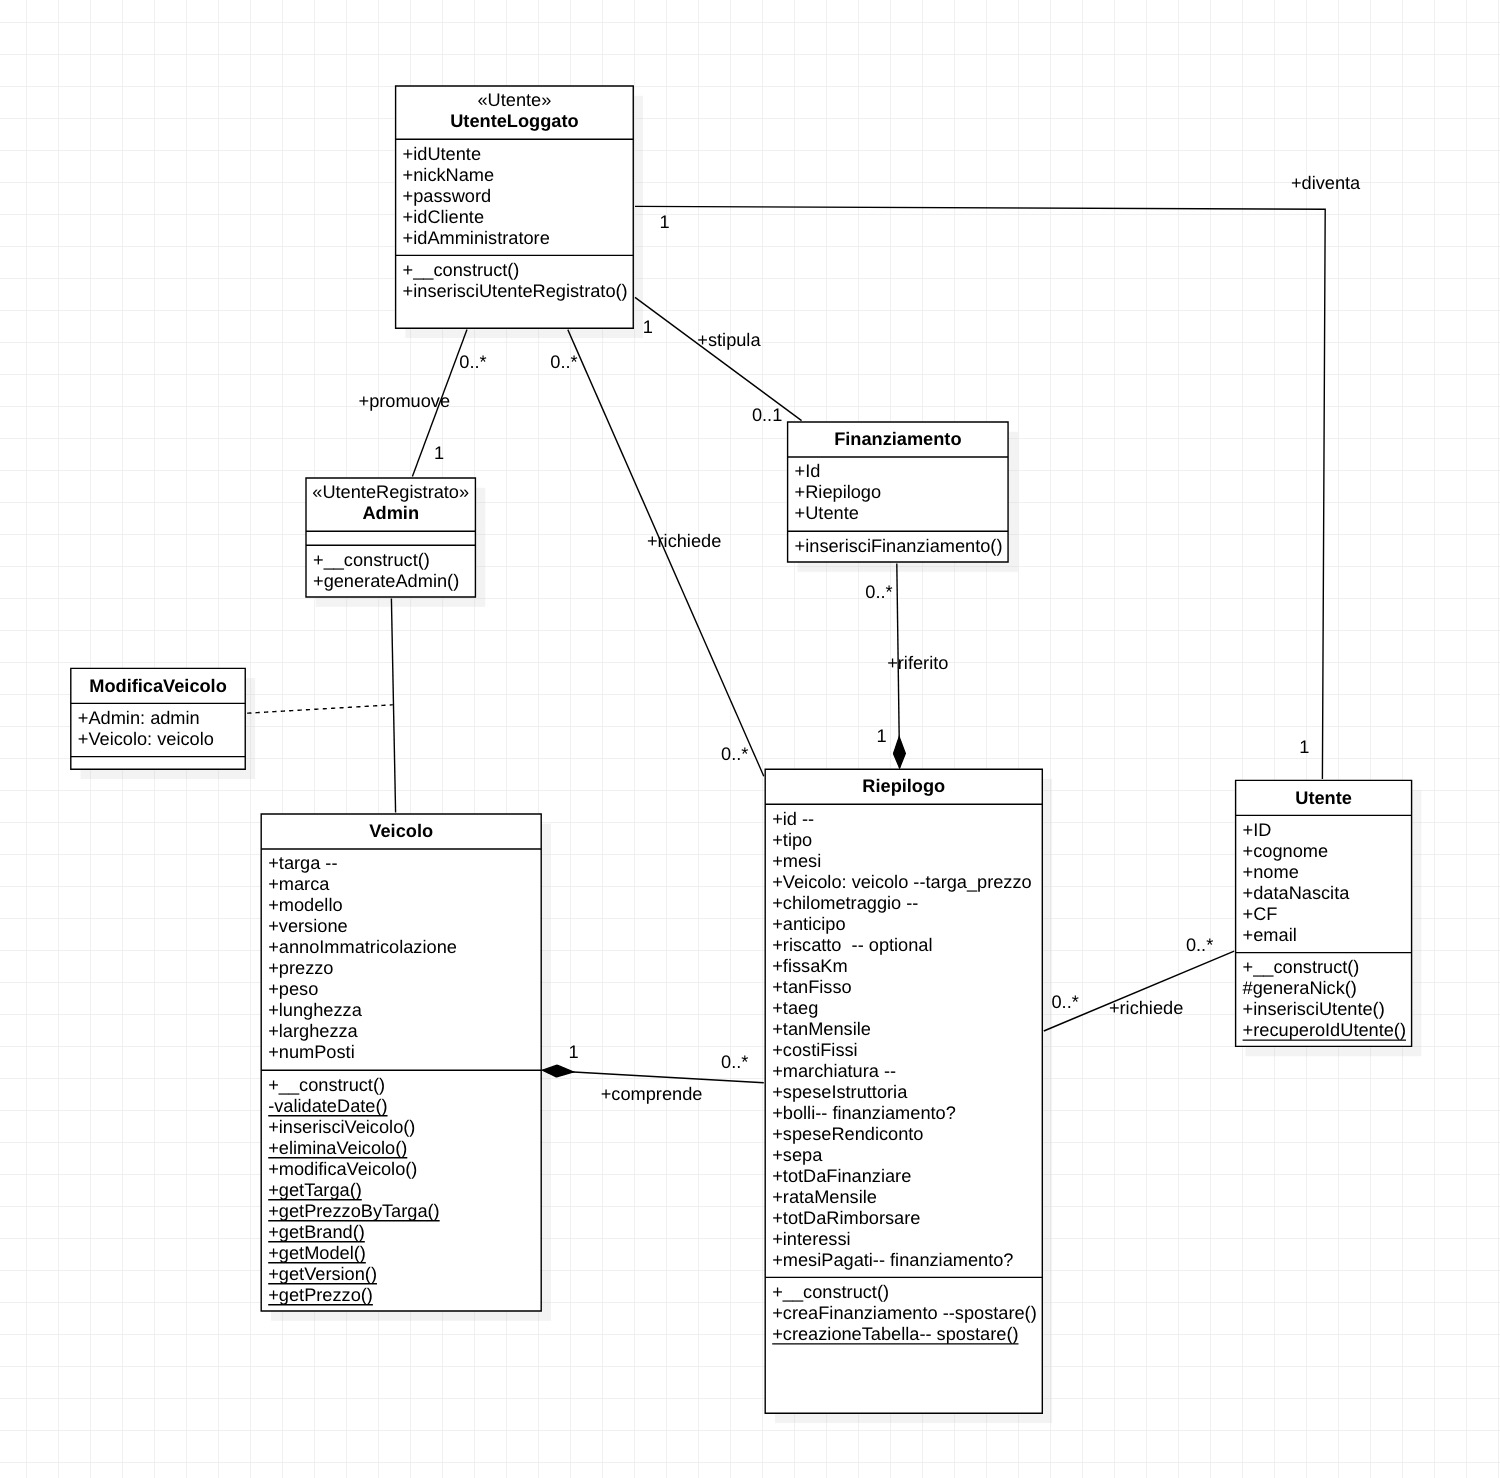 «Utente»
UtenteLoggato
+idUtente
+nickName
+password
+idCliente
+idAmministratore
+__construct()
+inserisciUtenteRegistrato()
+diventa
1
1
+stipula
0..1
0..*
0..*
+promuove
1
«UtenteRegistrato»
Admin
+__construct()
+generateAdmin()
Finanziamento
+Id
+Riepilogo
+Utente
+inserisciFinanziamento()
+richiede
0..*
+riferito
1
0..*
1
ModificaVeicolo
+Admin: admin
+Veicolo: veicolo
Veicolo
+targa --
+marca
+modello
+versione
+annoImmatricolazione
+prezzo
+peso
+lunghezza
+larghezza
+numPosti
+__construct()
-validateDate()
+inserisciVeicolo()
+eliminaVeicolo()
+modificaVeicolo()
+getTarga()
+getPrezzoByTarga()
+getBrand()
+getModel()
+getVersion()
+getPrezzo()
1
0..*
+comprende
Riepilogo
+id --
+tipo
+mesi
+Veicolo: veicolo --targa_prezzo
+chilometraggio --
+anticipo
+riscatto  -- optional
+fissaKm
+tanFisso
+taeg
+tanMensile
+costiFissi
+marchiatura --
+speseIstruttoria
+bolli-- finanziamento?
+speseRendiconto
+sepa
+totDaFinanziare
+rataMensile
+totDaRimborsare
+interessi
+mesiPagati-- finanziamento?
+__construct()
+creaFinanziamento --spostare()
+creazioneTabella-- spostare()
0..*
0..*
+richiede
Utente
+ID
+cognome
+nome
+dataNascita
+CF
+email
+__construct()
#generaNick()
+inserisciUtente()
+recuperoIdUtente()